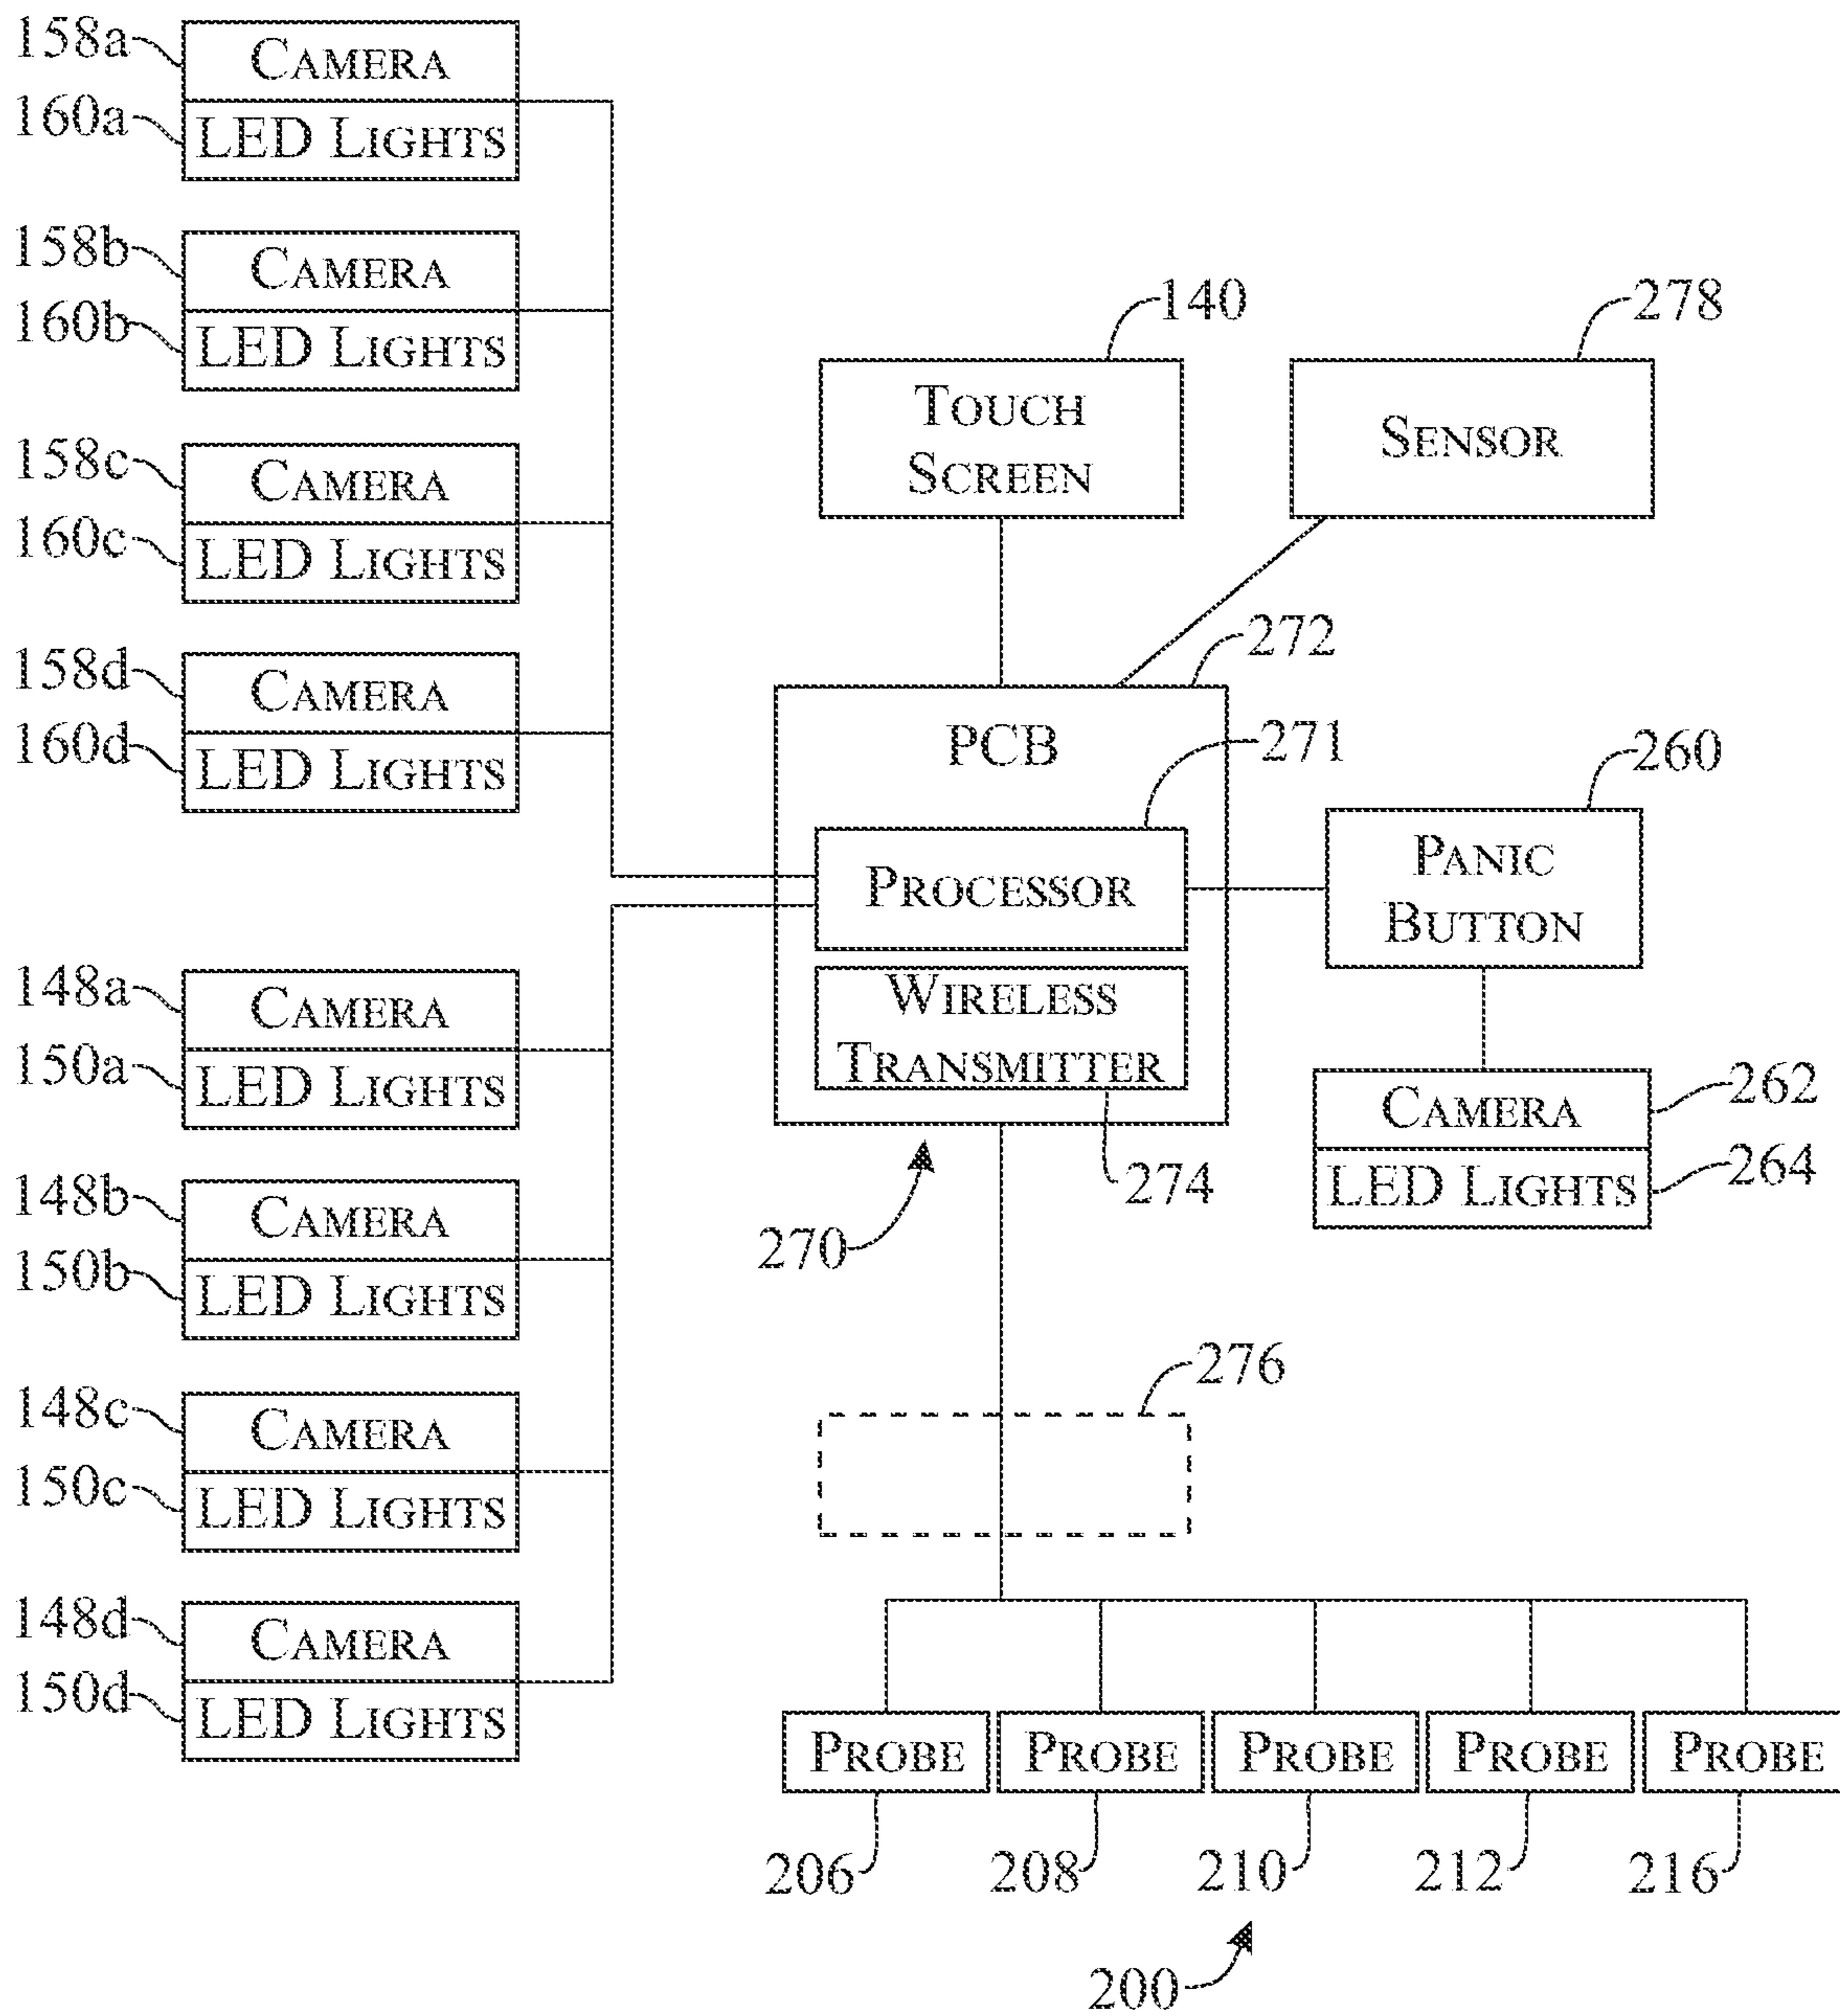 158a
CAMERA
160a
LED LIGHTS
158b
CAMERA
160b
LED LIGHTS
158c
CAMERA
160c
LED LIGHTS
158d
CAMERA
160d
LED LIGHTS
148a
CAMERA
150a
LED LIGHTS
148b
CAMERA
150b
LED LIGHTS
148c
CAMERA
150c
LED LIGHTS
148d
CAMERA
150d
LED LIGHTS
140
TOUCH
SCREEN
278
SENSOR
272
PCB
271
PROCESSOR
WIRELESS
TRANSMITTER
274
270
260
PANIC
BUTTON
CAMERA
262
LED LIGHTS
264
276
PROBE
PROBE
PROBE
PROBE
PROBE
206
208
210
212
216
200